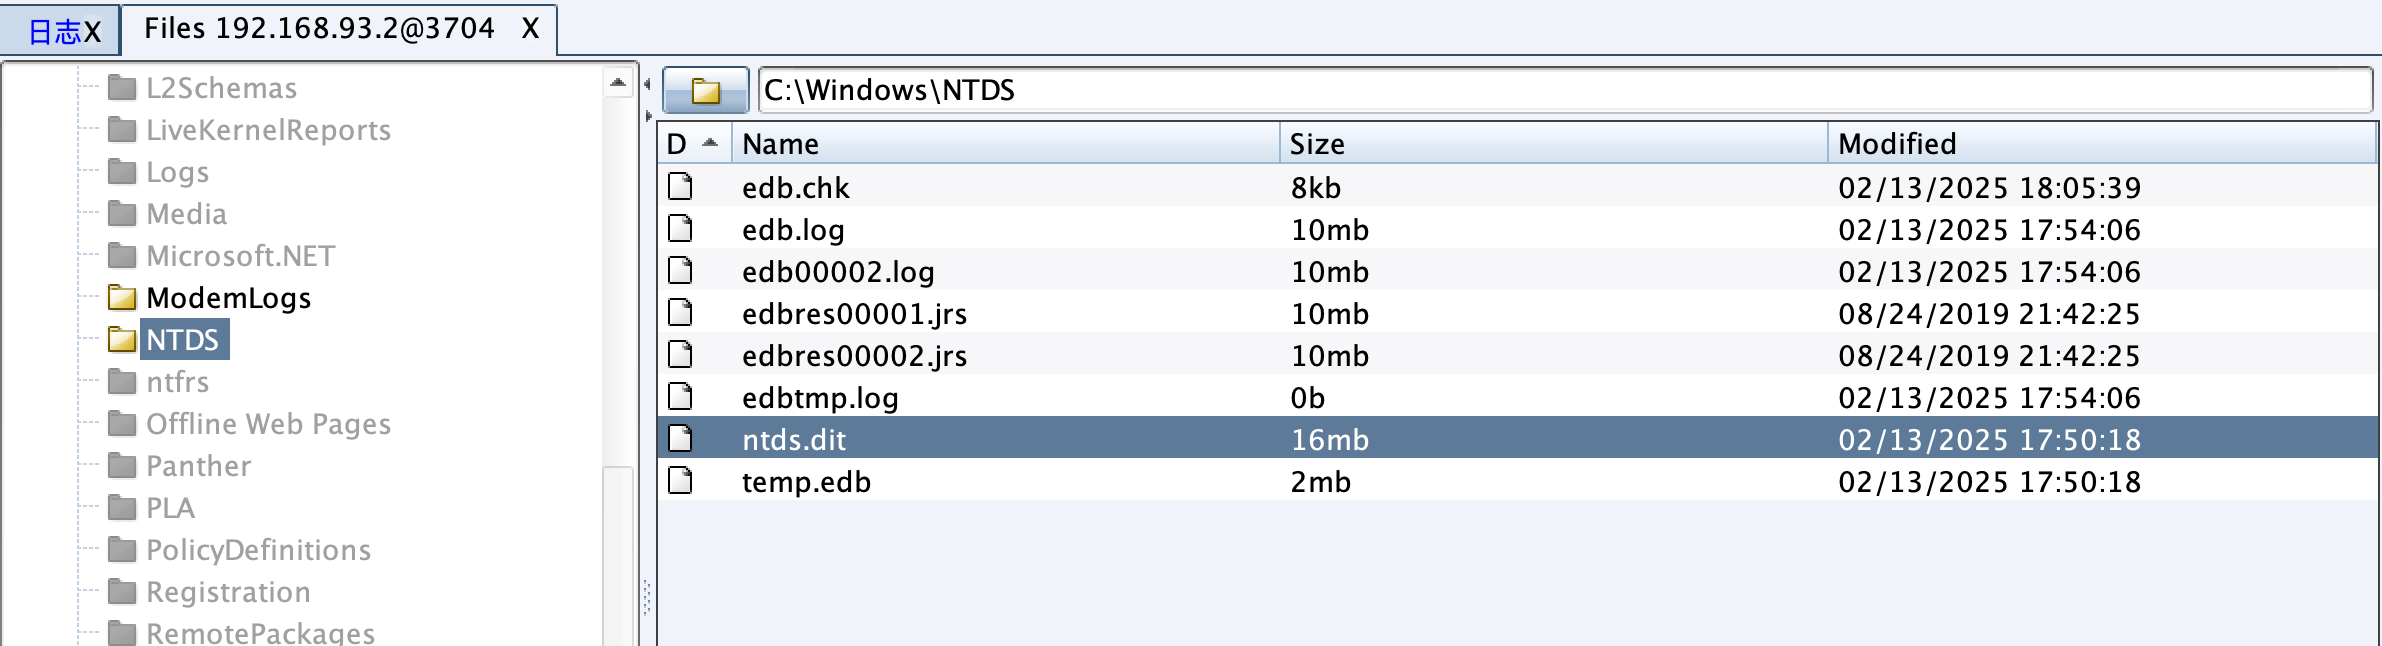 日志X
Files 192.168.93.2@3704 X
L2Schemas
LiveKernelReports
Logs
Media
Microsoft.NET
ModemLogs
NTDS
ntfrs
Offline Web Pages
Panther
PLA
PolicyDefinitions
Registration
RemotePackages
C:\Windows\NTDS
D Name Size Modified
edb.chk 8kb 02/13/2025 18:05:39
edb.log 10mb 02/13/2025 17:54:06
edb00002.log 10mb 02/13/2025 17:54:06
edbres00001.jrs 10mb 08/24/2019 21:42:25
edbres00002.jrs 10mb 08/24/2019 21:42:25
edbtmp.log 0b 02/13/2025 17:54:06
ntds.dit 16mb 02/13/2025 17:50:18
temp.edb 2mb 02/13/2025 17:50:18